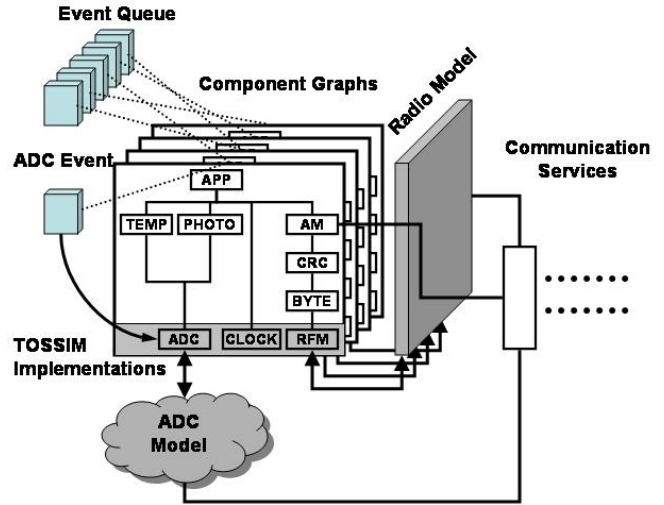 Event Queue
Component Graphs
Radio Model
Communication
Services
ADC Event
APP
TEMP
PHOTO
AM
CRC
BYTE
ADC
CLOCK
RFM
TOSSIM
Implementations
ADC
Model